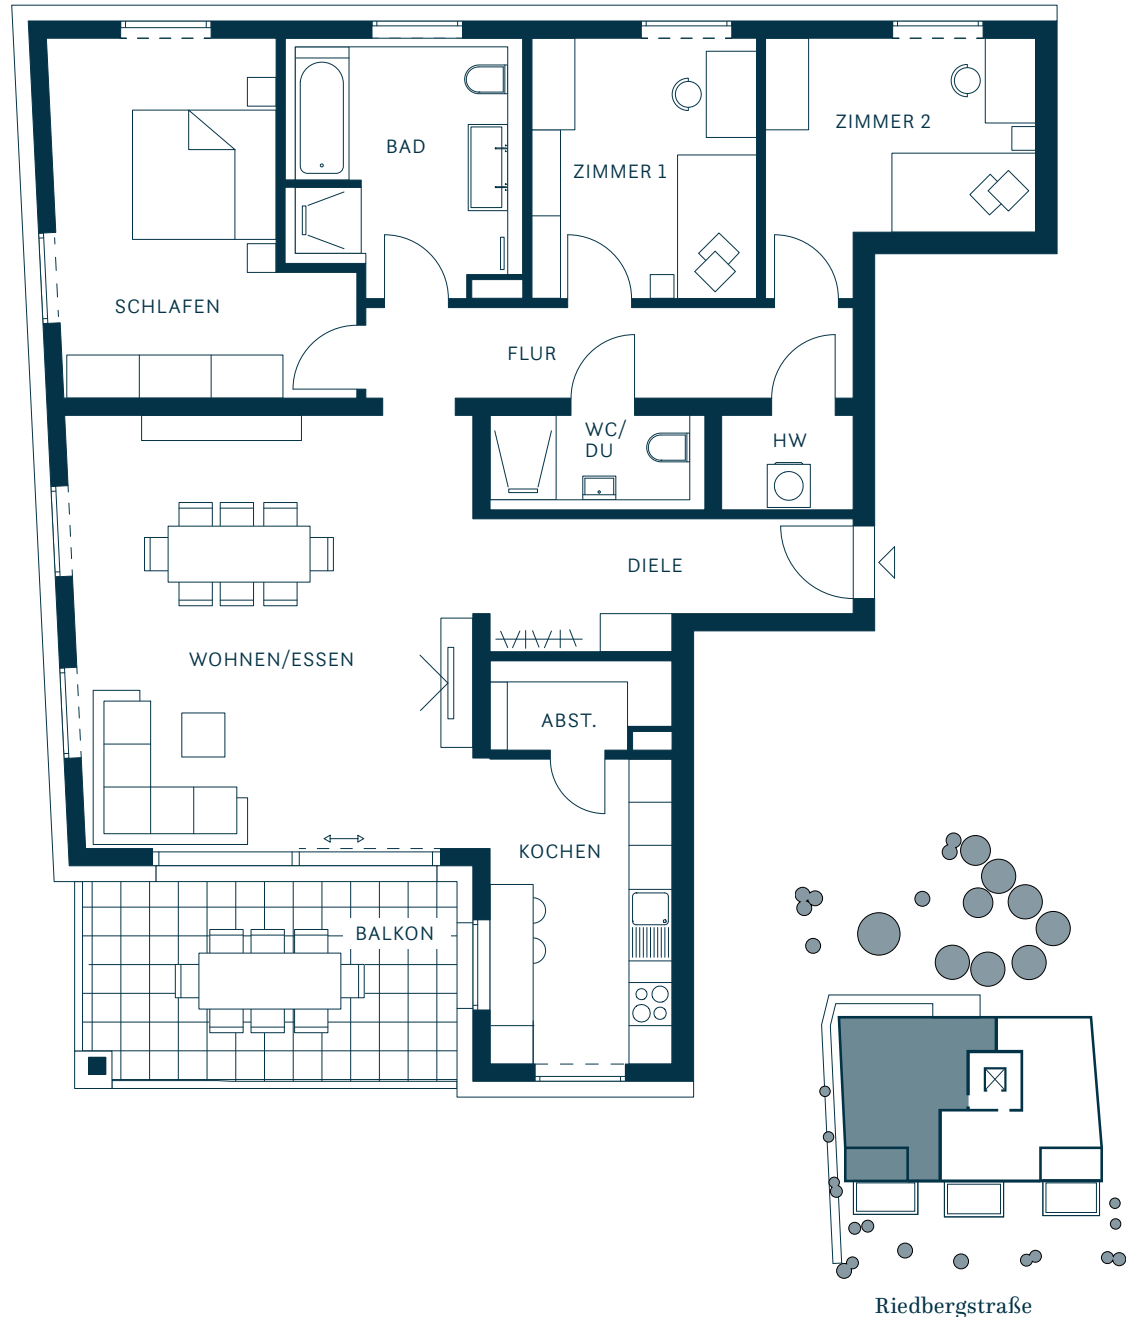 ZIMMER 2
BAD
ZIMMER 1
SCHLAFEN
FLUR
WC/
DU
HW
DIELE
WOHNEN/ESSEN
ABST.
KOCHEN
BALKON
Riedbergstraße